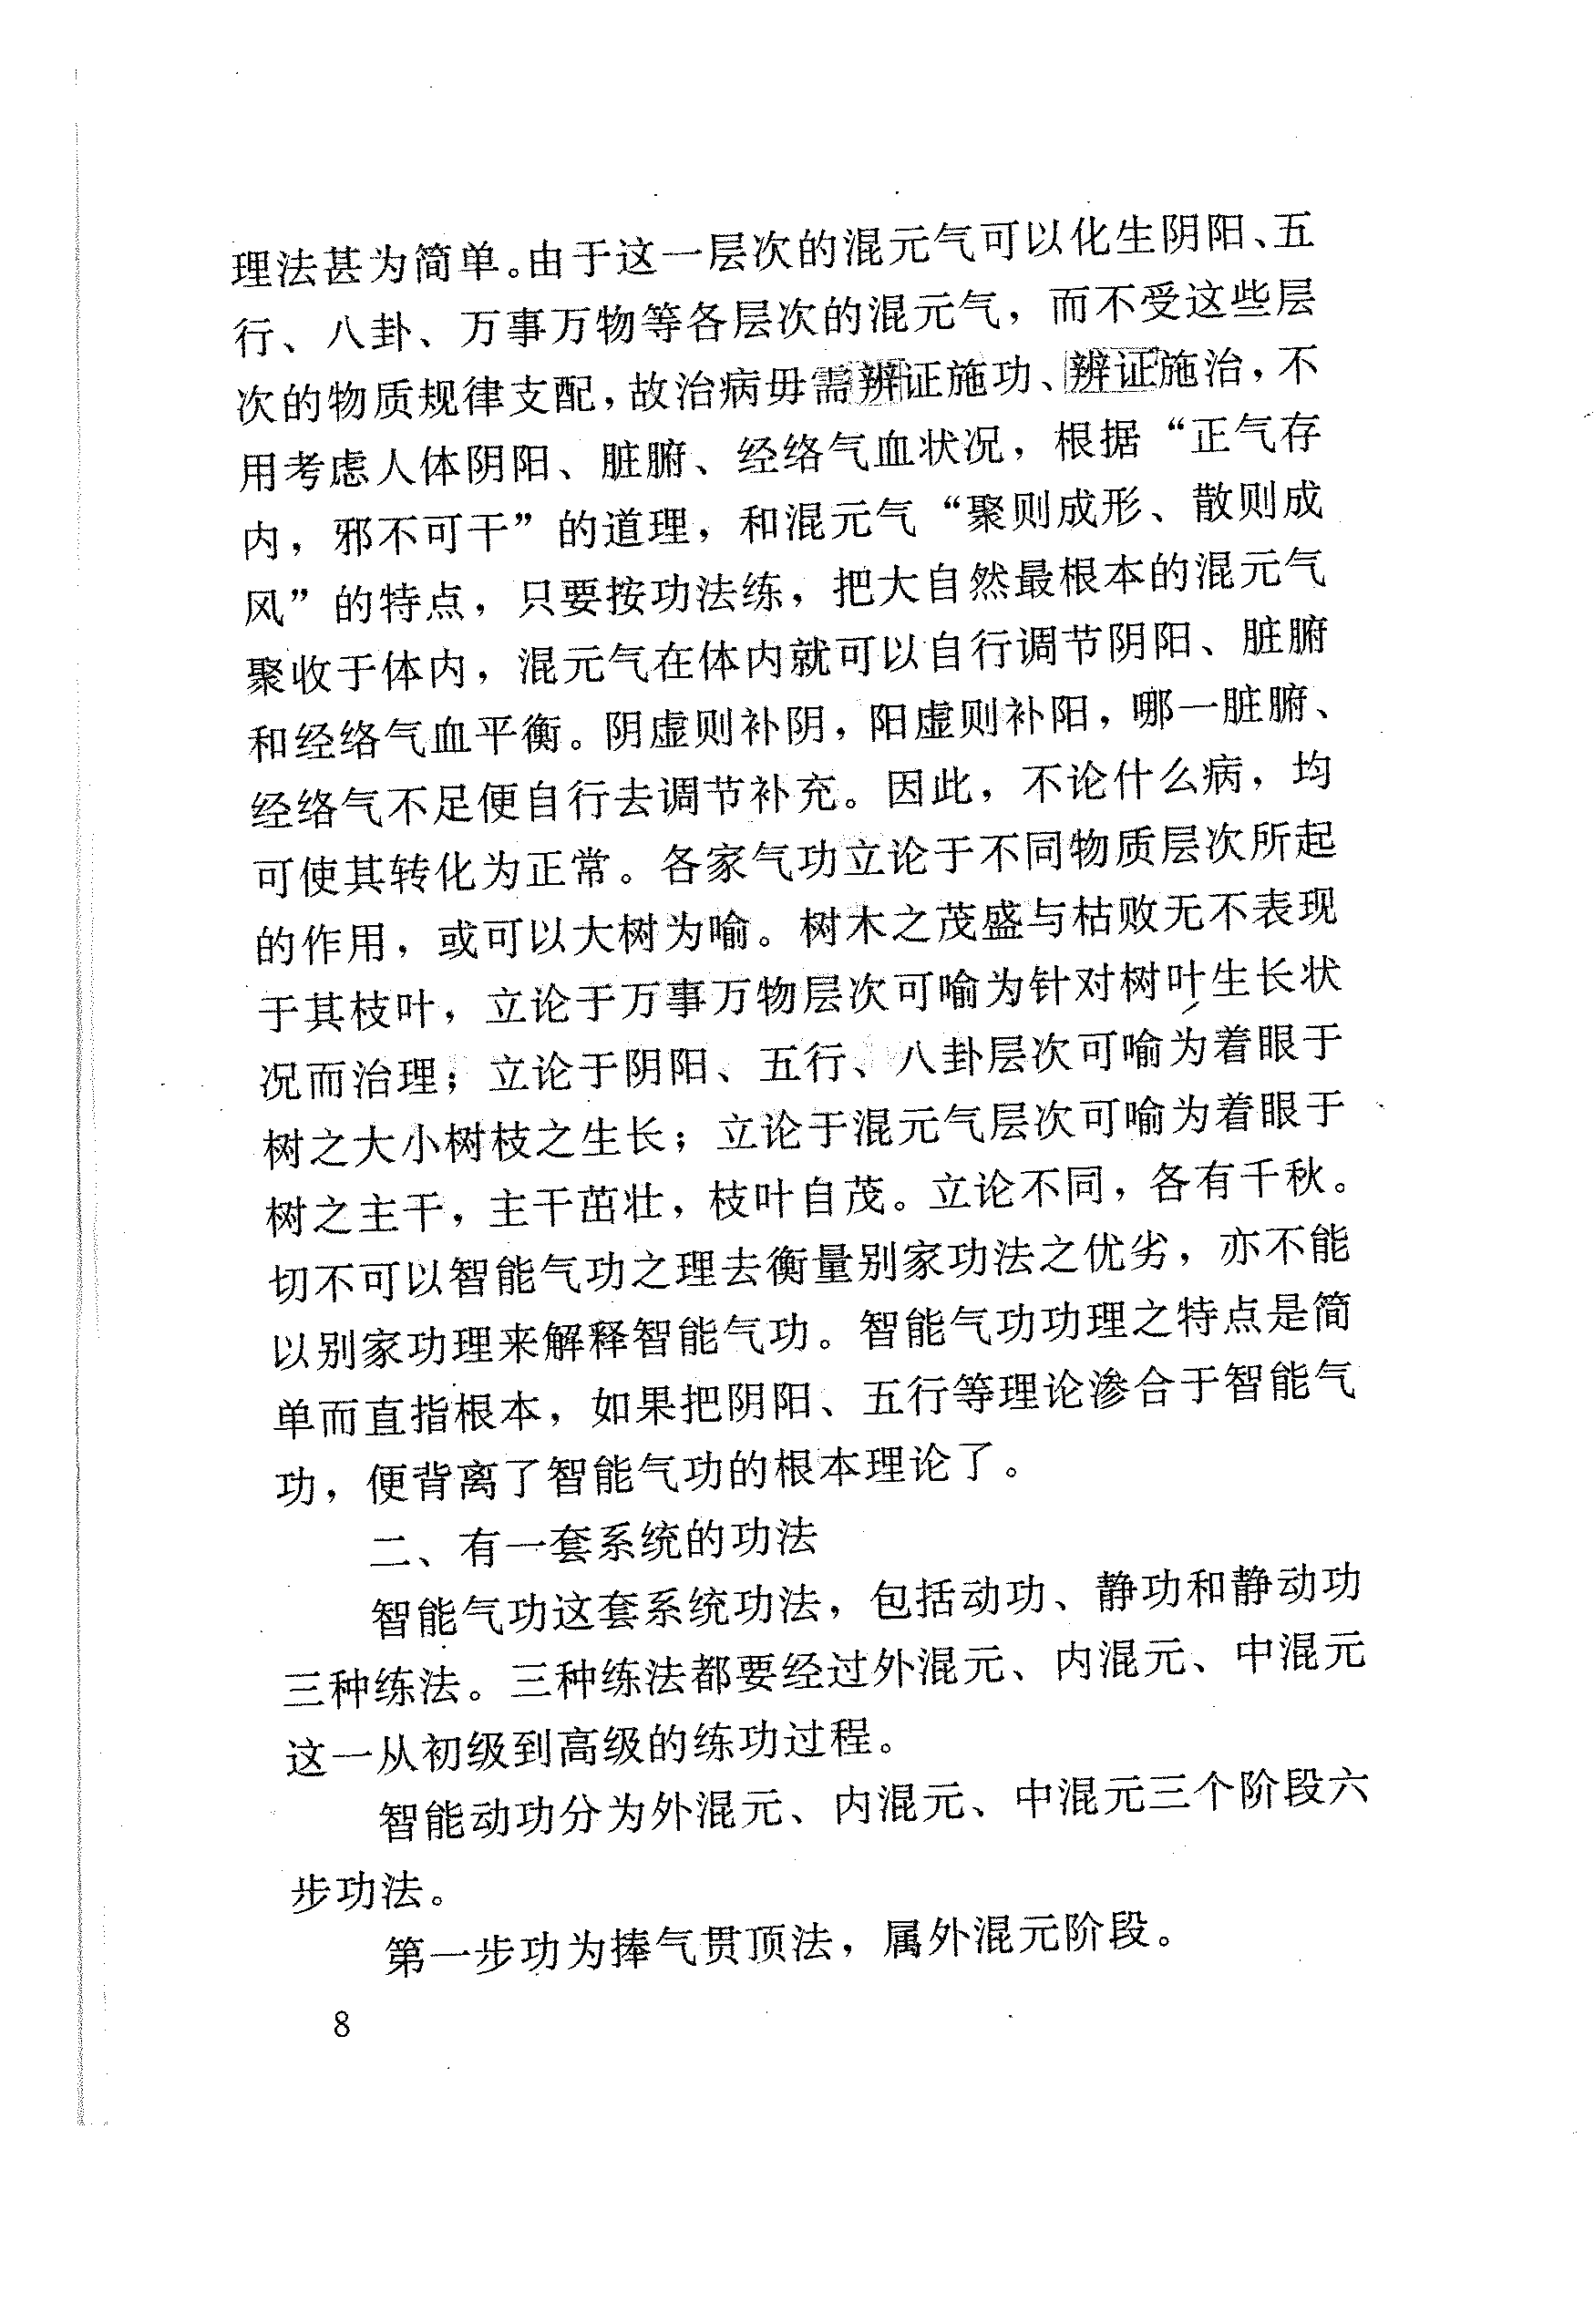 理法甚为简单。由于这一层次的混元气可以化生阴阳、五
行、八卦、万事万物等各层次的混元气，而不受这些层
次的物质规律支配，故治病毋需辨证施功、辨证施治，不
用考虑人体阴阳、脏腑、经络气血状况，根据“正气存
内，邪不可干”的道理，和混元气“聚则成形、散则成
风”的特点，只要按功法练，把大自然最根本的混元气
聚收于体内，混元气在体内就可以自行调节阴阳、脏腑
和经络气血平衡。阴虚则补阴，阳虚则补阳，哪一脏腑、
经络气不足便自行去调节补充。因此，不论什么病，均
可使其转化为正常。各家气功立论于不同物质层次所起
的作用，或可以大树为喻。树木之茂盛与枯败无不表现
于其枝叶，立论于万事万物层次可喻为针对树叶生长状
况而治理；立论于阴阳、五行、八卦层次可喻为着眼于
树之大小树枝之生长；立论于混元气层次可喻为着眼于
树之主干，主干茁壮，枝叶自茂。立论不同，各有千秋。
切不可以智能气功之理去衡量别家功法之优劣，亦不能
以别家功理来解释智能气功。智能气功功理之特点是简
单而直指根本，如果把阴阳、五行等理论渗合于智能气
功，便背离了智能气功的根本理论了。
二、有一套系统的功法
智能气功这套系统功法，包括动功、静功和静动功
三种练法。三种练法都要经过外混元、内混元、中混元
这一从初级到高级的练功过程。
智能动功分为外混元、内混元、中混元三个阶段六
步功法。
第一步功为捧气贯顶法，属外混元阶段。
8